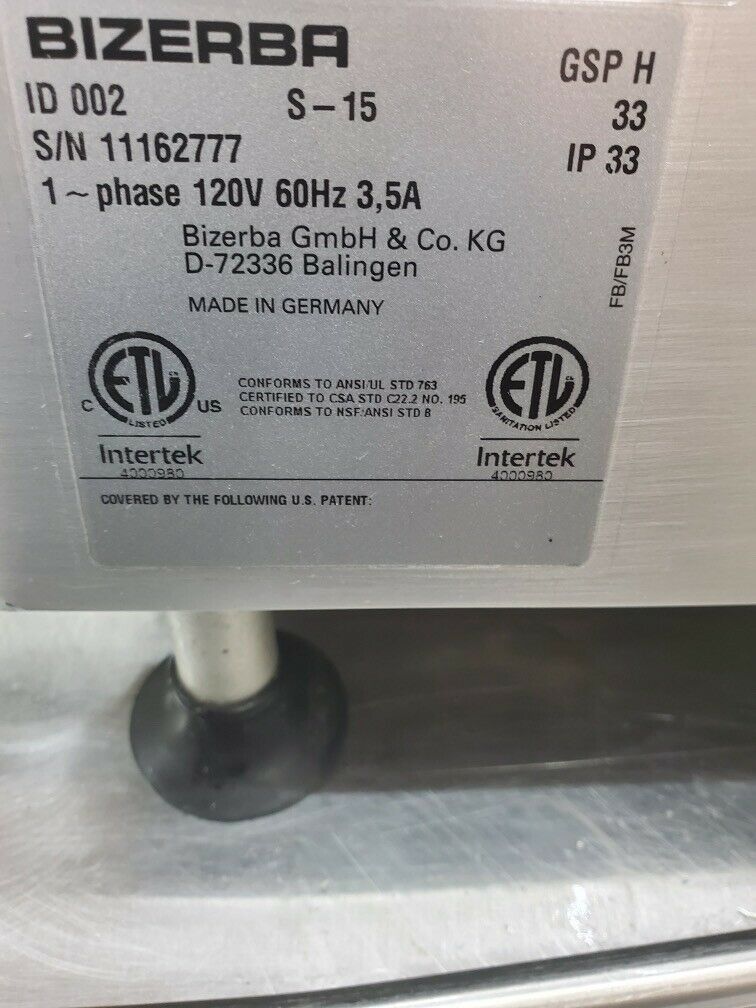 BIZERBA
GSP H
ID 002 S-15 33
S/N 11162777 IP 33
1 ~ phase 120V 60Hz 3,5A
Bizerba GmbH & Co. KG
D-72336 Balingen
FB/FB3M
MADE IN GERMANY
ETL CM
C US
LISTED
Intertek
4000980
CONFORMS TO ANSI/UL STD 763
CERTIFIED TO CSA STD C22.2 NO. 195
CONFORMS TO NSF/ANSI STD 8
ETL
SANITATION LISTED
Intertek
4000980
COVERED BY THE FOLLOWING U.S. PATENT: